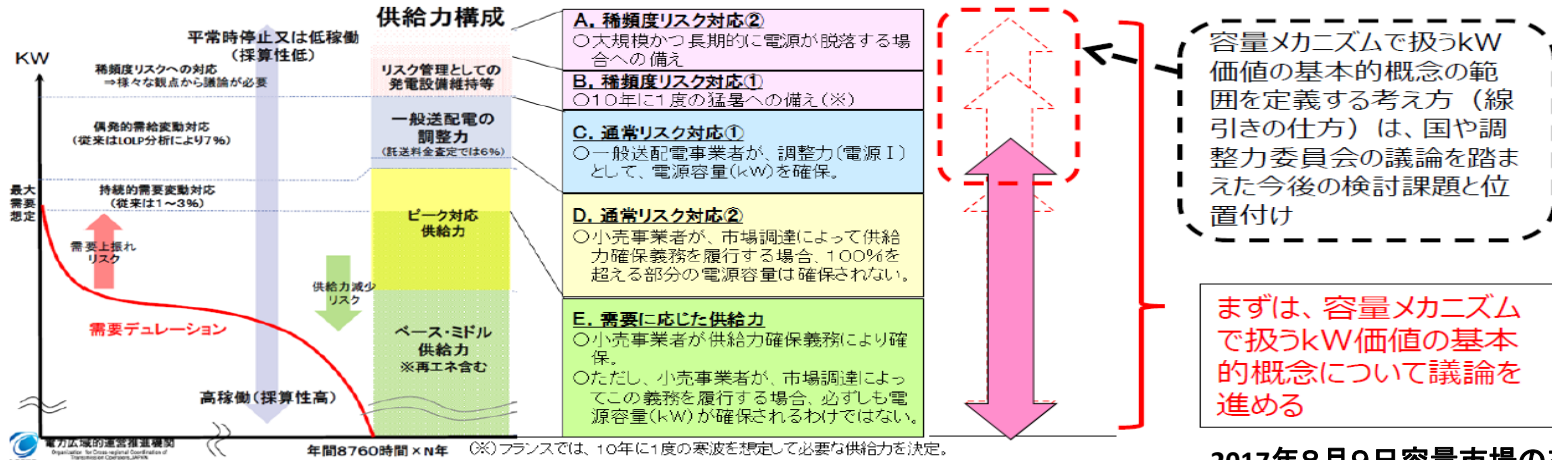 供給力構成
KW
平常時停止又は低稼働
(採算性低)
稀頻度リスクへの対応
⇒様々な観点から議論が必要
偶発的需給変動対応
(従来はLOLP分析により7%)
最大
需要
想定
持続的需要変動対応
(従来は1~3%)
需要上振れ
リスク
供給力減少
リスク
需要デュレーション
高稼働(採算性高)
リスク管理としての
発電設備維持等
一般送配電の
調整力
(託送料金査定では6%)
ピーク対応
供給力
ベース・ミドル
供給力
※再エネ含む
A. 稀頻度リスク対応②
○大規模かつ長期的に電源が脱落する場
合への備え
B. 稀頻度リスク対応①
○10年に1度の猛暑への備え(※)
C. 通常リスク対応①
○一般送配電事業者が、調整力(電源Ⅰ)
として、電源容量(kW)を確保。
D. 通常リスク対応②
○小売事業者が、市場調達によって供給
力確保義務を履行する場合、100%を
超える部分の電源容量は確保されない。
E. 需要に応じた供給力
○小売事業者が供給力確保義務により確
保。
○ただし、小売事業者が、市場調達によっ
てこの義務を履行する場合、必ずしも電
源容量(kW)が確保されるわけではない。
容量メカニズムで扱うkW
価値の基本的概念の範
囲を定義する考え方(線
引きの仕方)は、国や調
整力委員会の議論を踏ま
えた今後の検討課題と位
置付け
まずは、容量メカニズム
で扱うkW価値の基本
的概念について議論を
進める
電力広域的運営推進機関
Organization for Cross-regional Coordination of
Transmission Operators, JAPAN
年間8760時間×N年
(※)フランスでは、10年に1度の寒波を想定して必要な供給力を決定。
2017年8月9日容量市場の